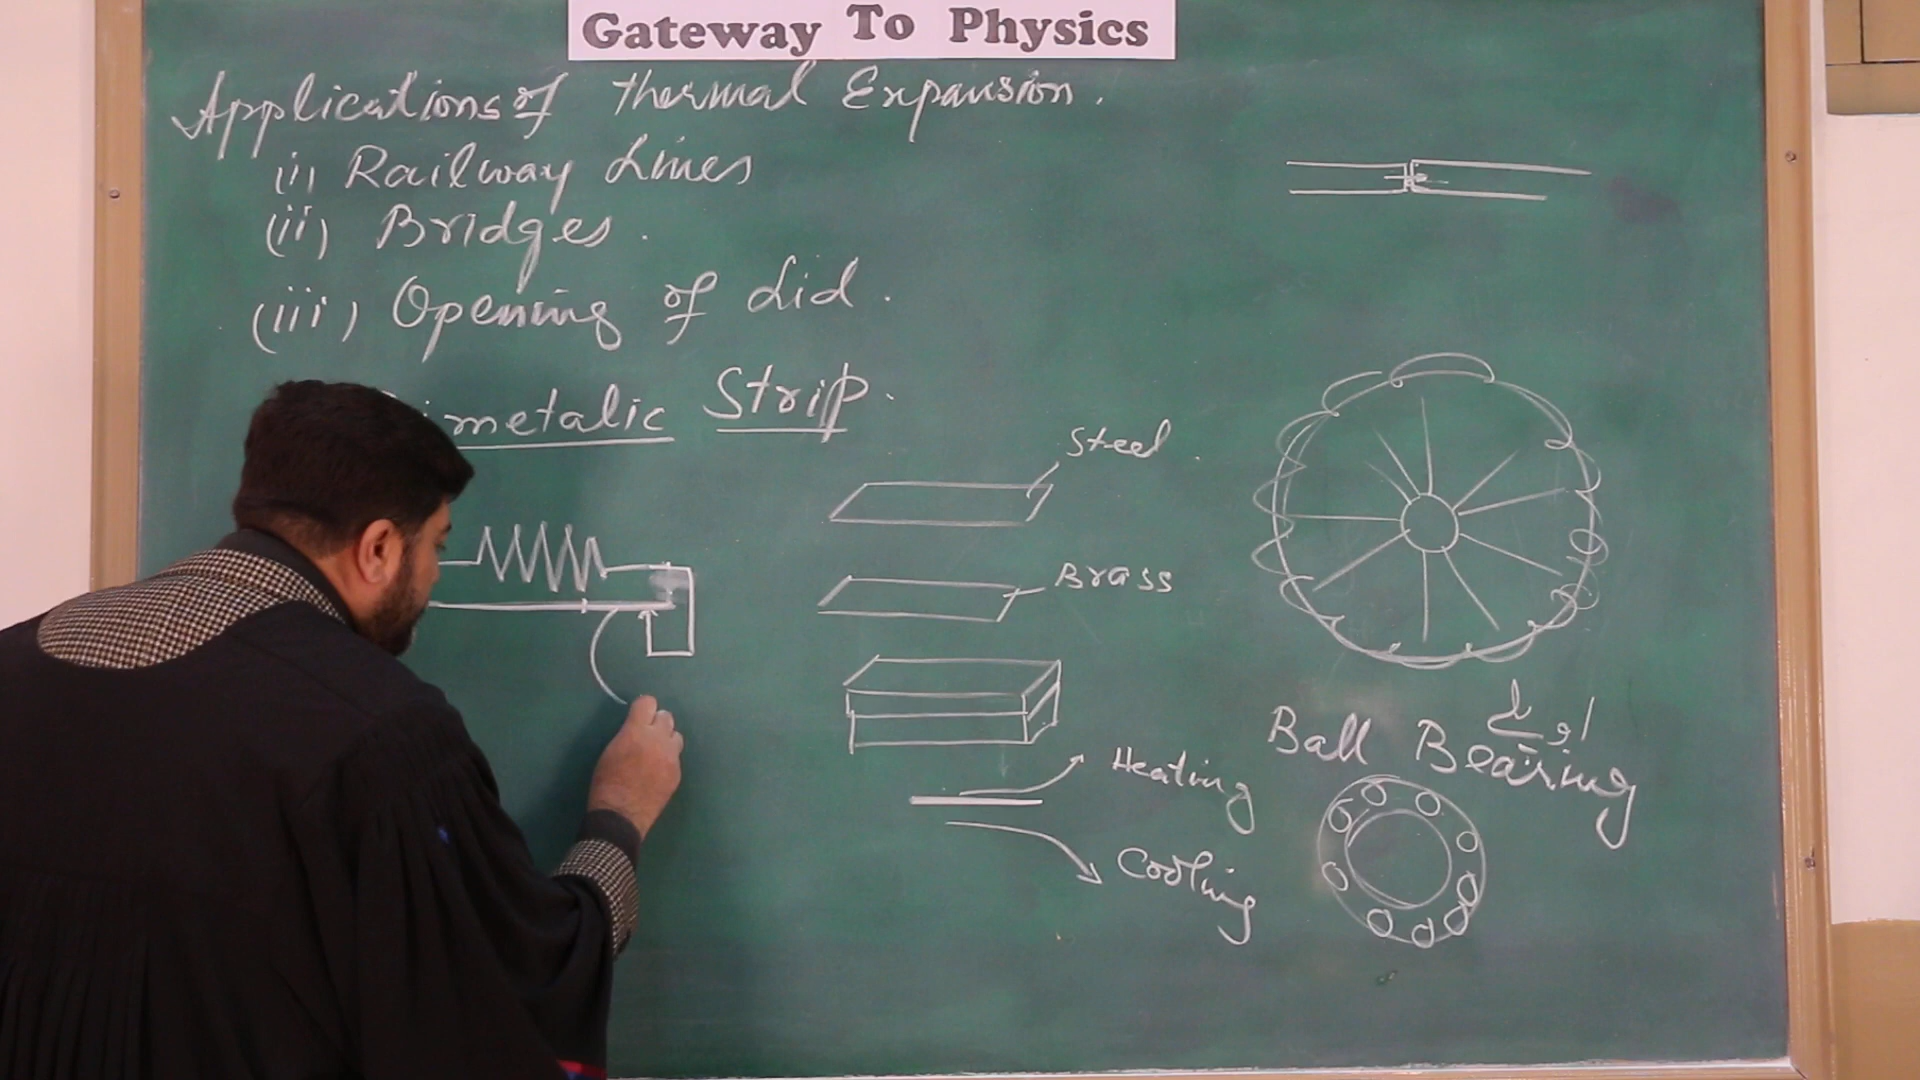 Gateway To Physics
Applications of thermal Expansion.
(i) Railway Lines
(ii) Bridges.
(iii) Opening of Lid.
metalic Strip.
Steel
Brass
Heating
Cooling
Ball Bearing